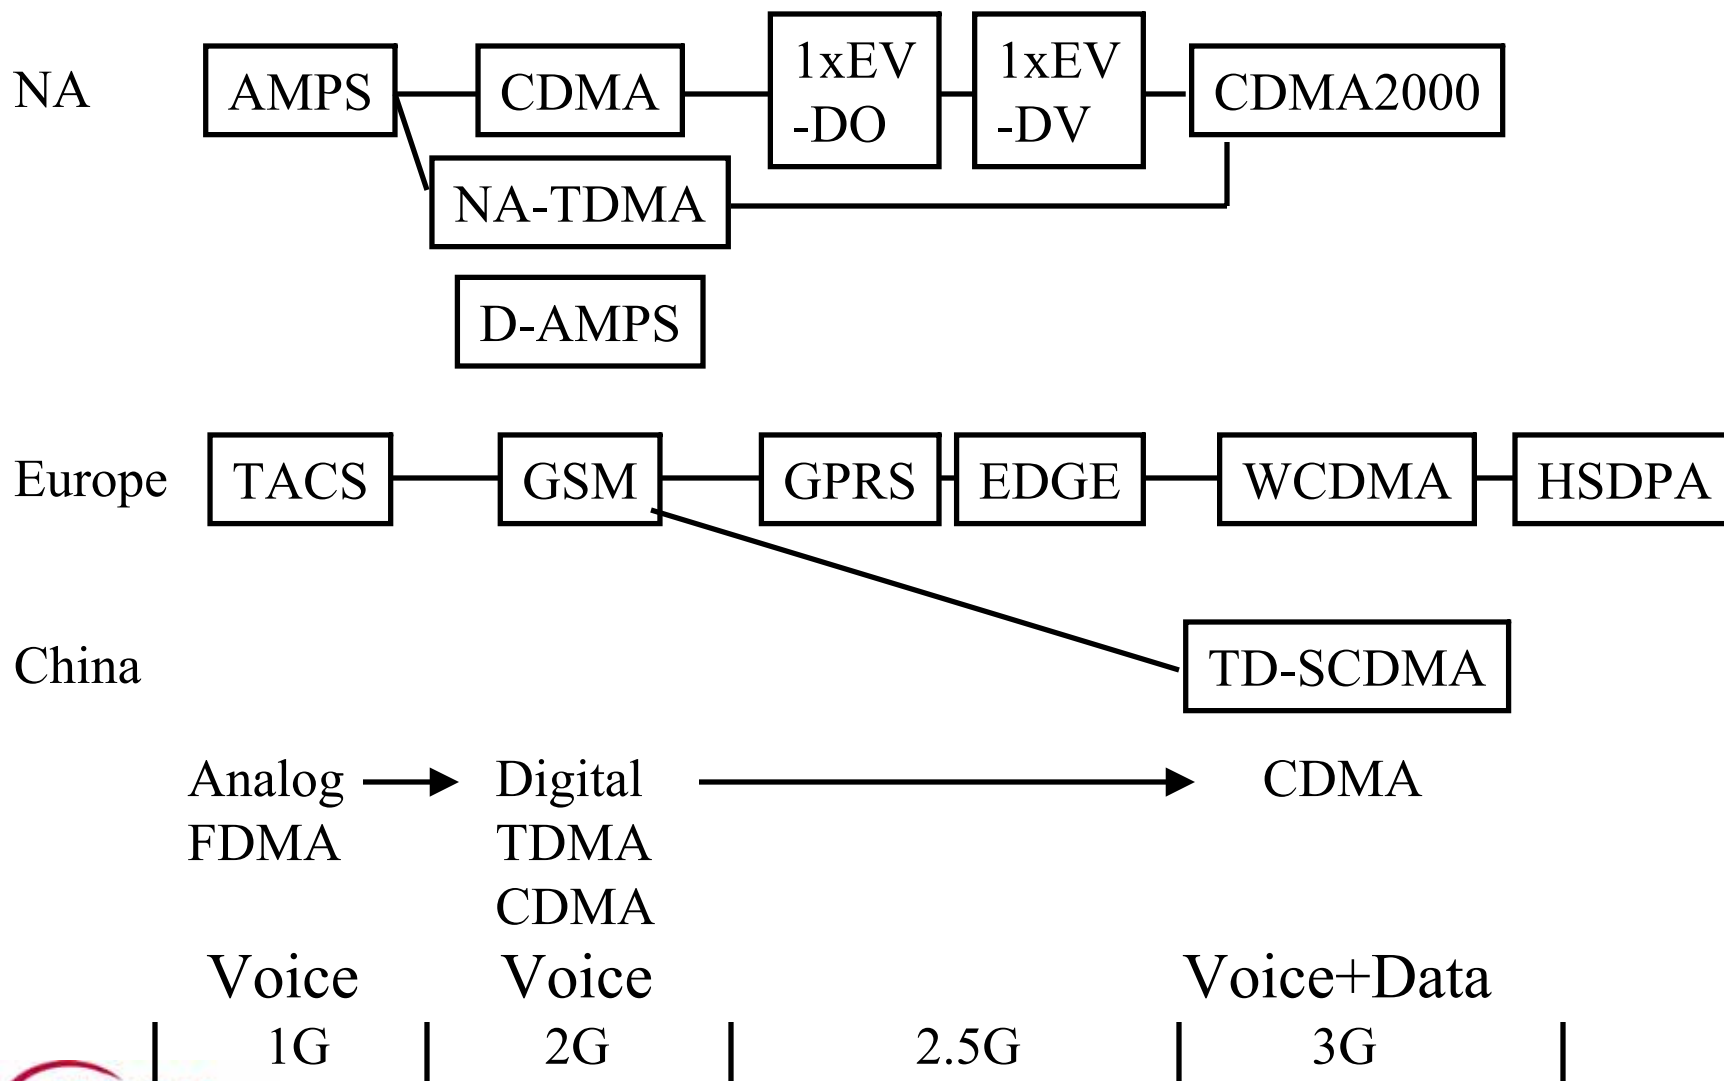 NA
AMPS
CDMA
1xEV
-DO
1xEV
-DV
CDMA2000
NA-TDMA
D-AMPS
Europe
TACS
GSM
GPRS
EDGE
WCDMA
HSDPA
China
TD-SCDMA
Analog
FDMA
Digital
TDMA
CDMA
CDMA
Voice
Voice
Voice+Data
1G
2G
2.5G
3G